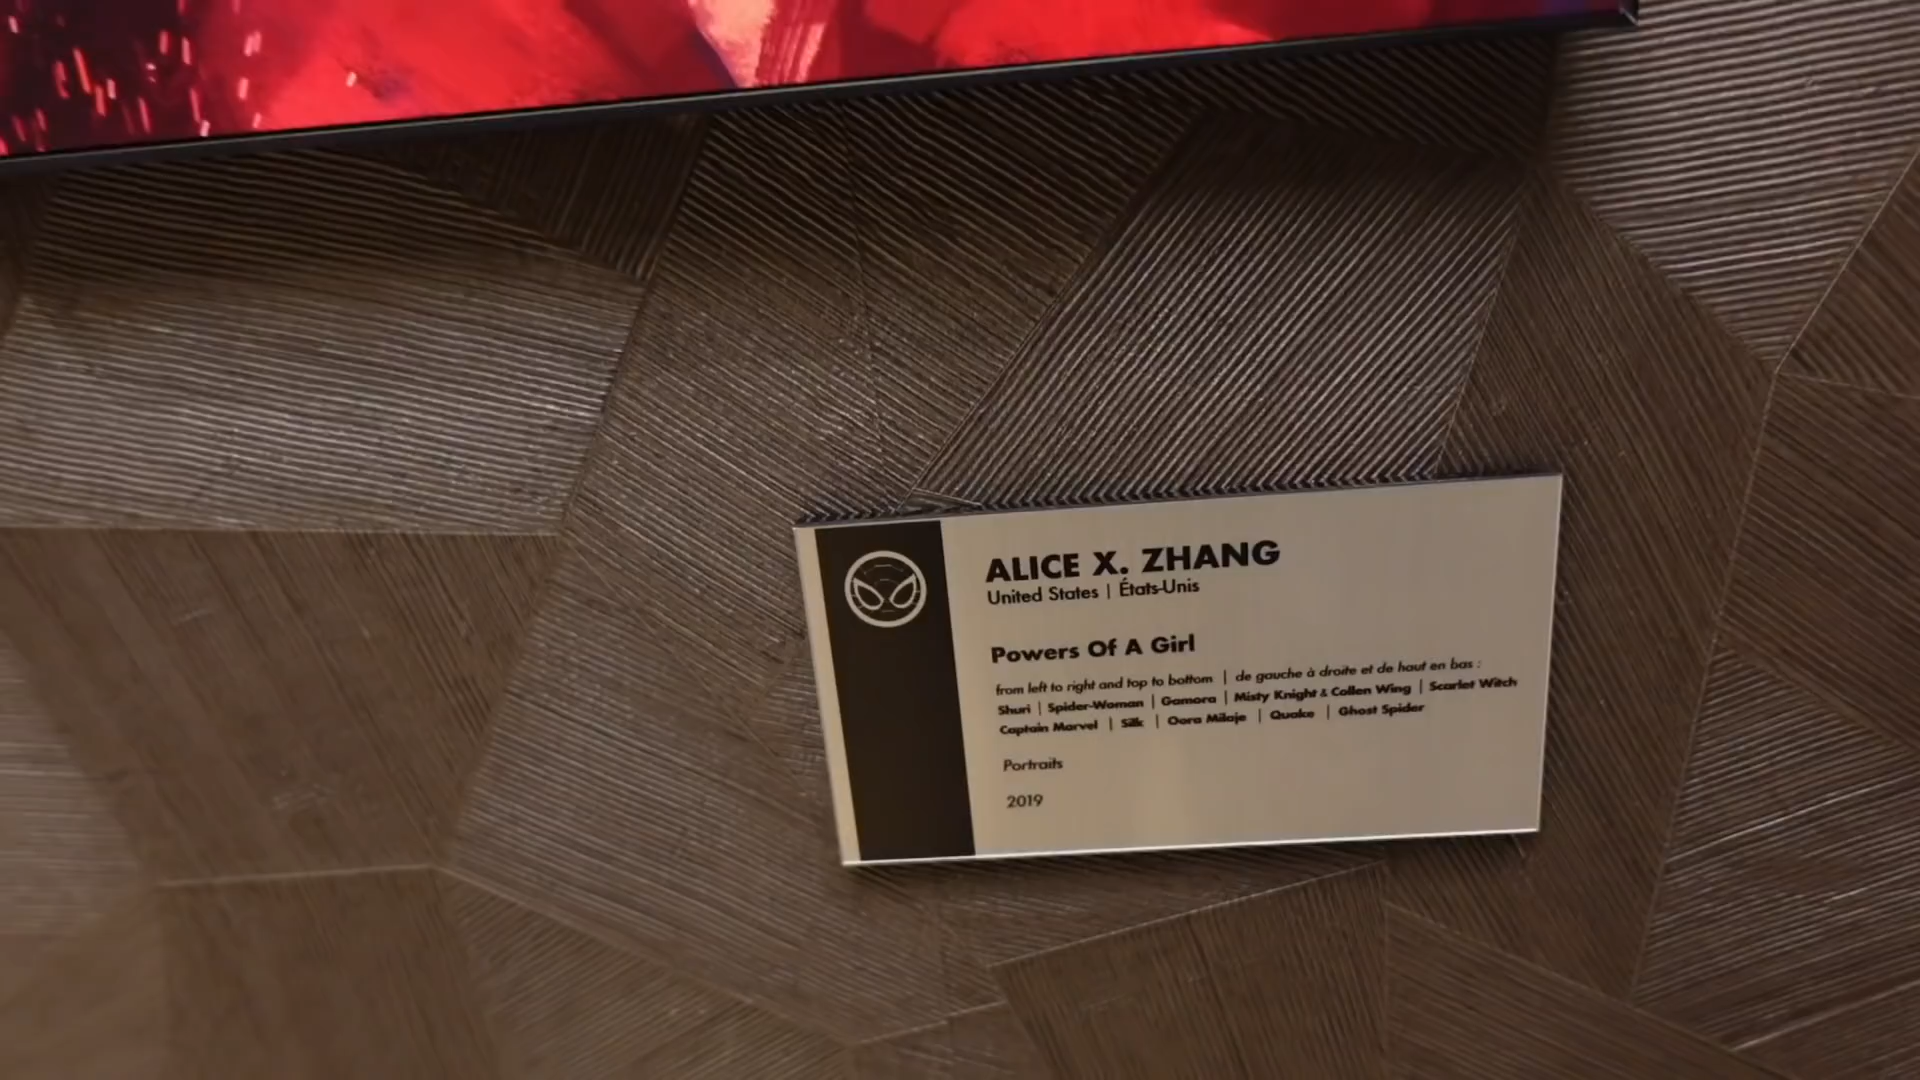 ALICE X. ZHANG
United States | États-Unis
Powers Of A Girl
from left to right and top to bottom | de gauche à droite et de haut en bas :
Shuri | Spider-Woman | Gamora | Misty Knight & Collen Wing | Scarlet Witch
Captain Marvel | Silk | Dora Milaje | Quake | Ghost Spider
Portraits
2019